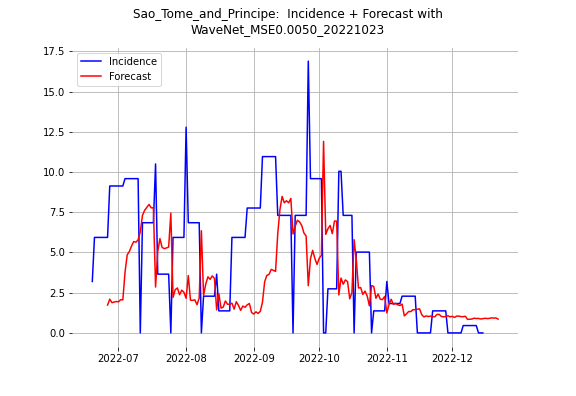 Sao_Tome_and_Principe:  Incidence + Forecast with
WaveNet_MSE0.0050_20221023
Incidence
Forecast
17.5
15.0
12.5
10.0
7.5
5.0
2.5
0.0
2022-07 2022-08 2022-09 2022-10 2022-11 2022-12